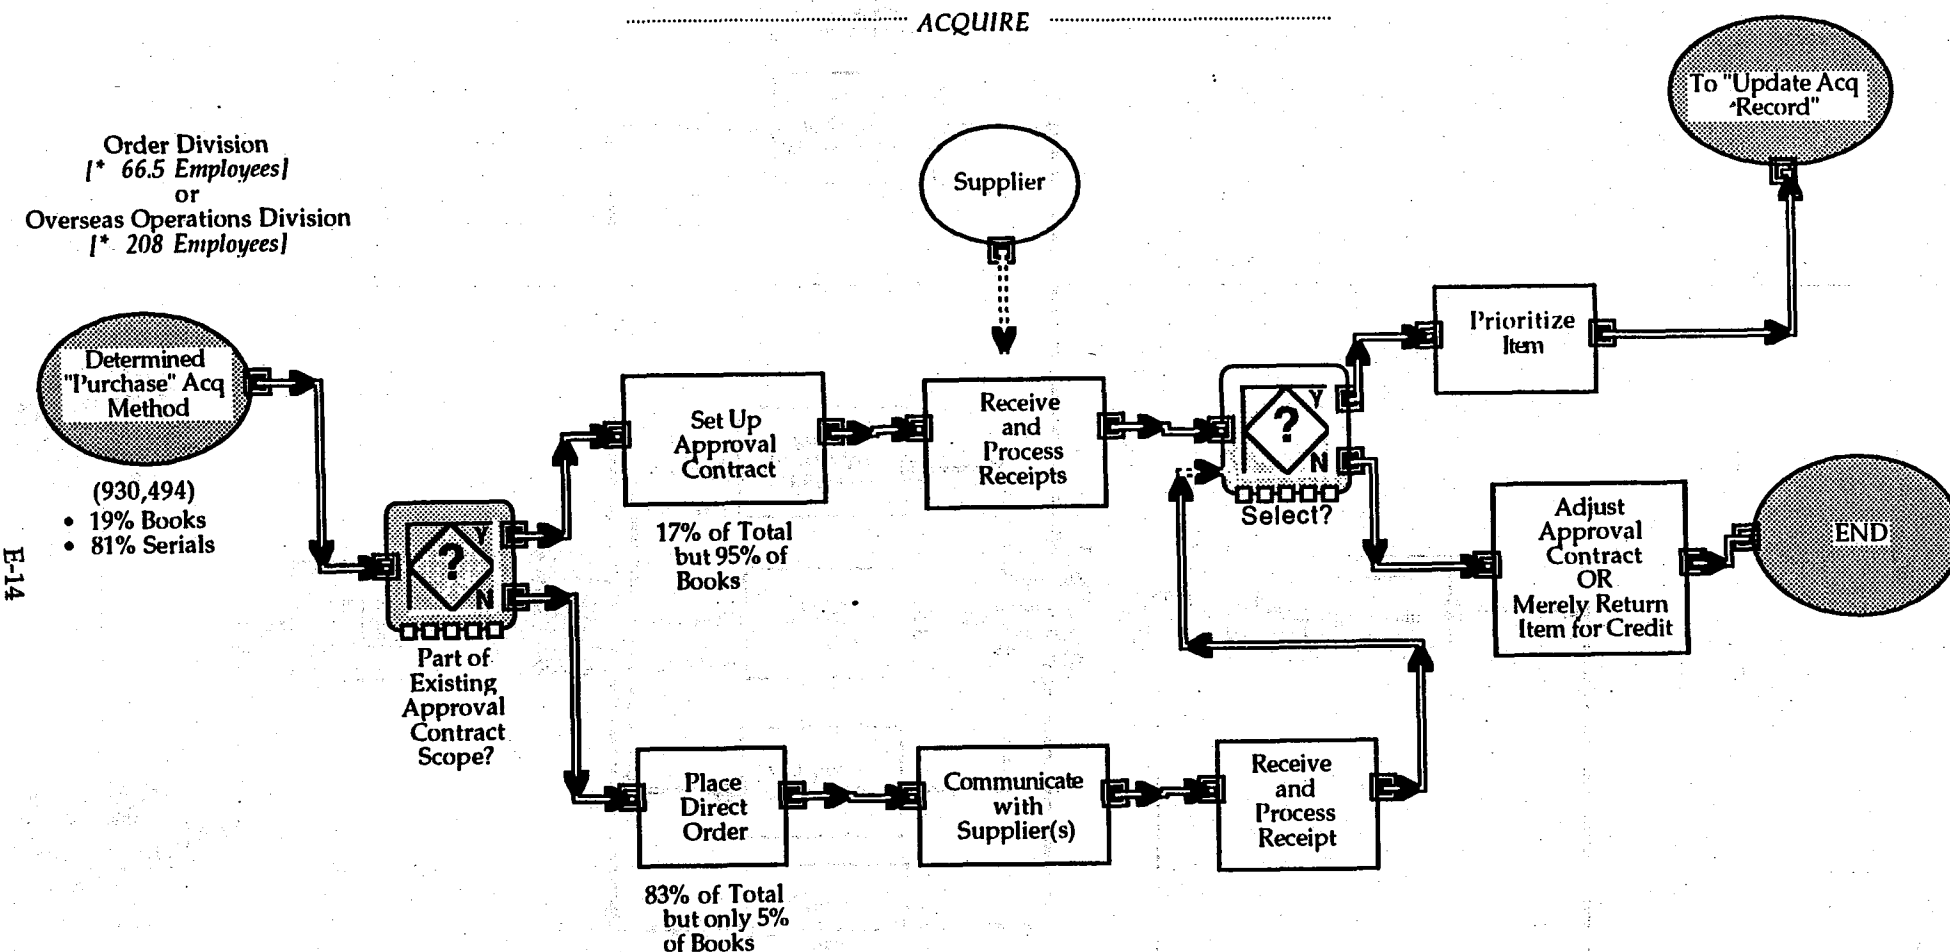 ACQUIRE
To "Update Acq
Record"
Order Division
[* 66.5 Employees]
or
Overseas Operations Division
[* 208 Employees]
Supplier
Determined
"Purchase" Acq
Method
(930,494)
• 19% Books
• 81% Serials
Y
?
N
Part of
Existing
Approval
Contract
Scope?
Set Up
Approval
Contract
17% of Total
but 95% of
Books
Receive
and
Process
Receipts
Y
?
N
Select?
Prioritize
Item
Adjust
Approval
Contract
OR
Merely Return
Item for Credit
END
Place
Direct
Order
83% of Total
but only 5%
of Books
Communicate
with
Supplier(s)
Receive
and
Process
Receipt
E-14